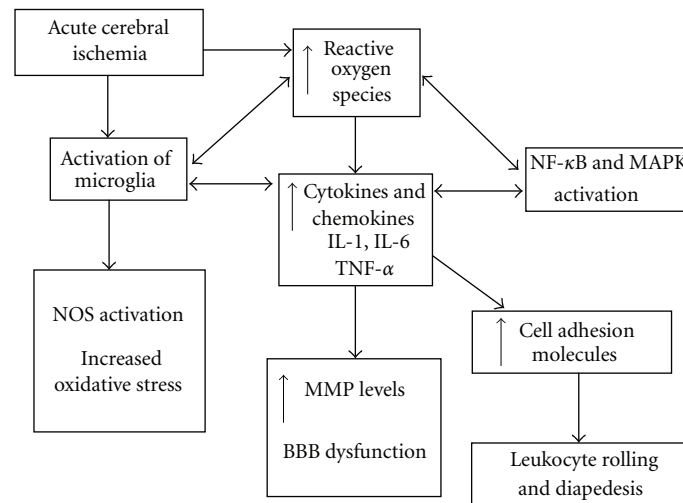 Acute cerebral
ischemia
Reactive
oxygen
species
Activation of
microglia
NF-κB and MAPK
activation
Cytokines and
chemokines
IL-1, IL-6
TNF-α
NOS activation
Increased
oxidative stress
Cell adhesion
molecules
MMP levels
BBB dysfunction
Leukocyte rolling
and diapedesis